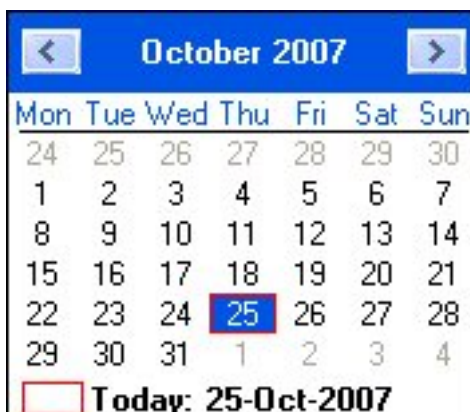 October 2007
Mon Tue Wed Thu Fri Sat Sun
24 25 26 27 28 29 30
1 2 3 4 5 6 7
8 9 10 11 12 13 14
15 16 17 18 19 20 21
22 23 24 25 26 27 28
29 30 31 1 2 3 4
Today: 25-Oct-2007